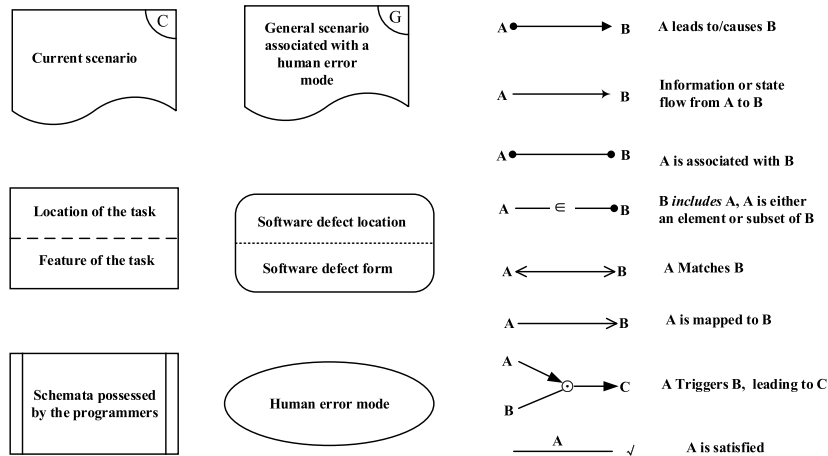 C
Current scenario
G
General scenario
associated with a
human error
mode
Location of the task
Feature of the task
Software defect location
Software defect form
Schemata possessed
by the programmers
Human error mode
A B A leads to/causes B
A B Information or state
flow from A to B
A B A is associated with B
A ∈ B B includes A, A is either
an element or subset of B
A B A Matches B
A B A is mapped to B
A
B
C A Triggers B, leading to C
A √ A is satisfied